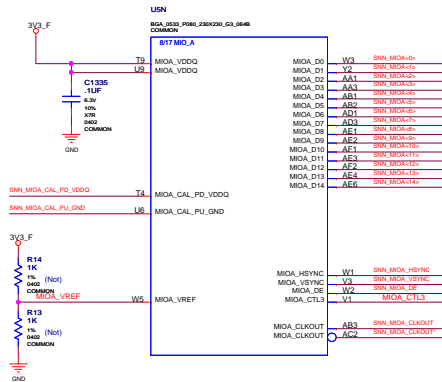 U5N
BGA_0533_P080_230X230_G3_064B
COMMON
8/17 MIO_A
3V3_F
T9 MIOA_VDDQ
U9 MIOA_VDDQ
C1335
.1UF
6.3V
10%
X7R
0402
COMMON
GND
MIOA_D0 W3 SNN_MIOA<0>
MIOA_D1 Y2 SNN_MIOA<1>
MIOA_D2 AA1 SNN_MIOA<2>
MIOA_D3 AA3 SNN_MIOA<3>
MIOA_D4 AB1 SNN_MIOA<4>
MIOA_D5 AB2 SNN_MIOA<5>
MIOA_D6 AD1 SNN_MIOA<6>
MIOA_D7 AD3 SNN_MIOA<7>
MIOA_D8 AE1 SNN_MIOA<8>
MIOA_D9 AE2 SNN_MIOA<9>
MIOA_D10 AF1 SNN_MIOA<10>
MIOA_D11 AE3 SNN_MIOA<11>
MIOA_D12 AF2 SNN_MIOA<12>
MIOA_D13 AE4 SNN_MIOA<13>
MIOA_D14 AE6 SNN_MIOA<14>
SNN_MIOA_CAL_PD_VDDQ T4 MIOA_CAL_PD_VDDQ
SNN_MIOA_CAL_PU_GND U6 MIOA_CAL_PU_GND
3V3_F
R14
1K
1% (Not)
0402
COMMON
MIOA_VREF W5 MIOA_VREF
R13
1K
1% (Not)
0402
COMMON
GND
MIOA_HSYNC W1 SNN_MIOA_HSYNC
MIOA_VSYNC V3 SNN_MIOA_VSYNC
MIOA_DE W2 SNN_MIOA_DE
MIOA_CTL3 V1 MIOA_CTL3
MIOA_CLKOUT AB3 SNN_MIOA_CLKOUT
MIOA_CLKOUT AC2 SNN_MIOA_CLKOUT*